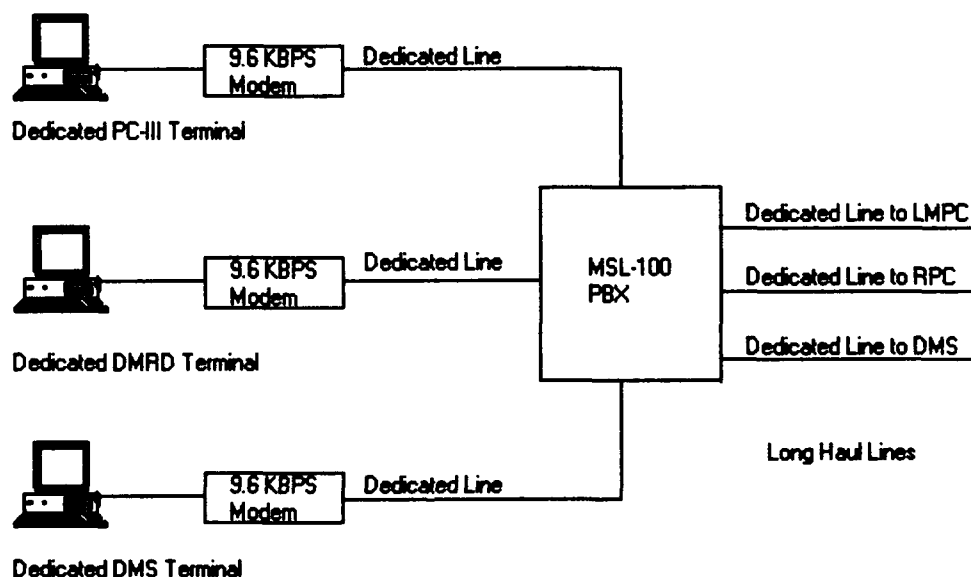 9.6 KBPS
Modem
Dedicated Line
Dedicated PC-III Terminal
Dedicated Line to LMPC
9.6 KBPS
Modem
Dedicated Line
MSL-100
PBX
Dedicated Line to RPC
Dedicated DMRD Terminal
Dedicated Line to DMS
Long Haul Lines
9.6 KBPS
Modem
Dedicated Line
Dedicated DMS Terminal